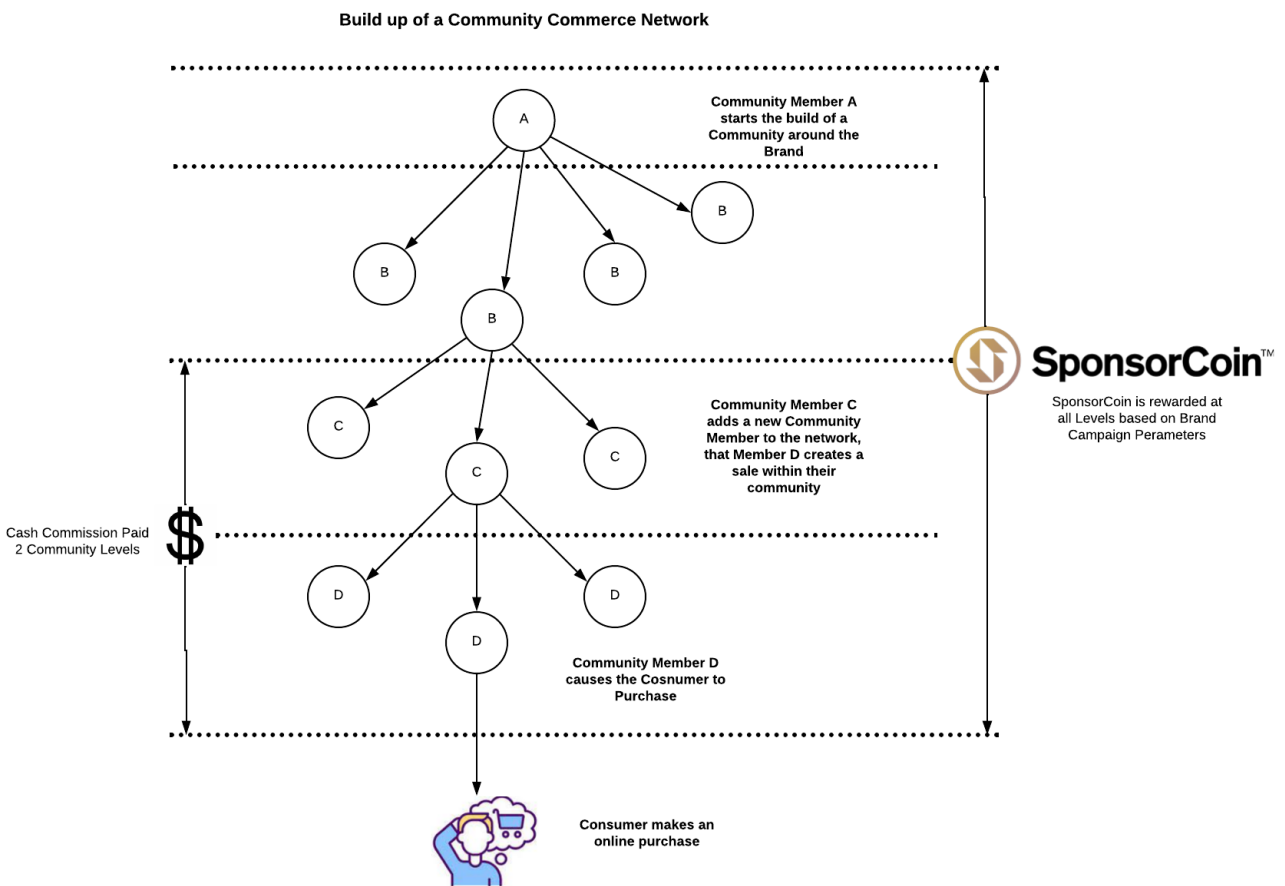 Build up of a Community Commerce Network
A
Community Member A
starts the build of a
Community around the
Brand
B
B
B
B
SponsorCoin™
SponsorCoin is rewarded at
all Levels based on Brand
Campaign Perameters
C
C
C
Community Member C
adds a new Community
Member to the network,
that Member D creates a
sale within their
community
Cash Commission Paid
2 Community Levels
$
D
D
D
Community Member D
causes the Cosnumer to
Purchase
Consumer makes an
online purchase